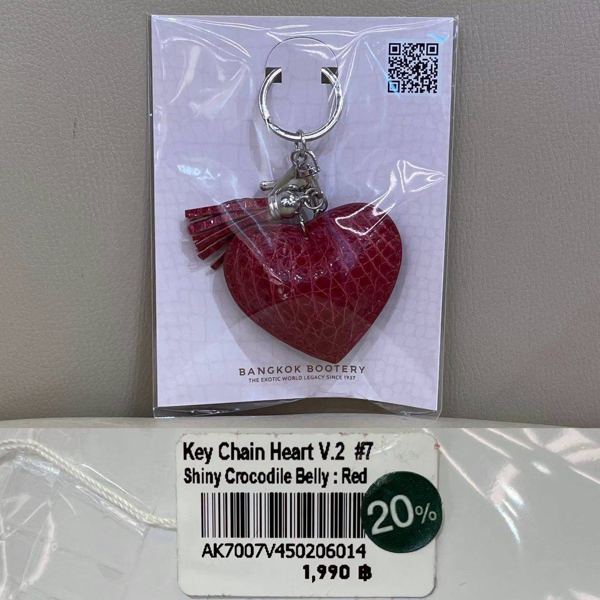 BANGKOK BOOTERY
THE EXOTIC WORLD LEGACY SINCE 1937
Key Chain Heart V.2 #7
Shiny Crocodile Belly : Red
20%
AK7007V450206014
1,990 ฿